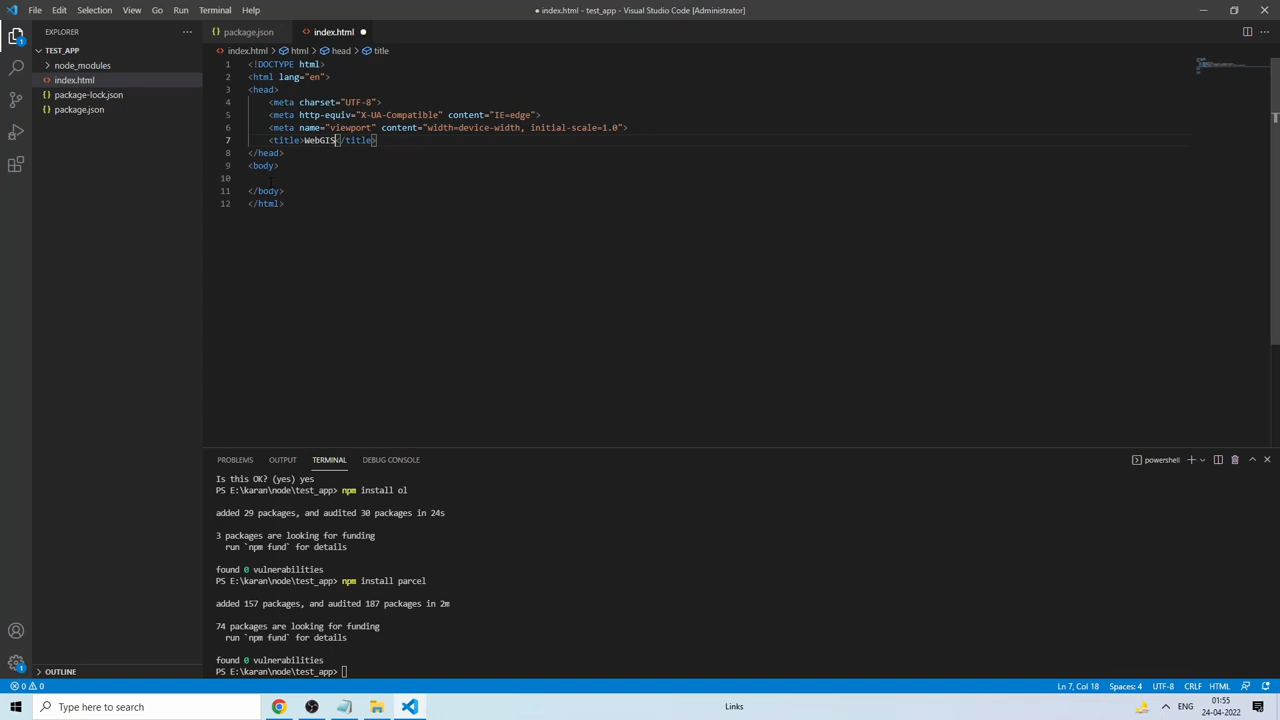 File Edit Selection View Go Run Terminal Help
● index.html - test_app - Visual Studio Code [Administrator]
EXPLORER
TEST_APP
node_modules
index.html
package-lock.json
package.json
OUTLINE
package.json
index.html
index.html > html > head > title
1 <!DOCTYPE html>
2 <html lang="en">
3 <head>
4 <meta charset="UTF-8">
5 <meta http-equiv="X-UA-Compatible" content="IE=edge">
6 <meta name="viewport" content="width=device-width, initial-scale=1.0">
7 <title>WebGIS</title>
8 </head>
9 <body>
10
11 </body>
12 </html>
PROBLEMS OUTPUT TERMINAL DEBUG CONSOLE
powershell
Is this OK? (yes) yes
PS E:\karan\node\test_app> npm install ol
added 29 packages, and audited 30 packages in 24s
3 packages are looking for funding
run `npm fund` for details
found 0 vulnerabilities
PS E:\karan\node\test_app> npm install parcel
added 157 packages, and audited 187 packages in 2m
74 packages are looking for funding
run `npm fund` for details
found 0 vulnerabilities
PS E:\karan\node\test_app>
0 0
Ln 7, Col 18 Spaces: 4 UTF-8 CRLF HTML
Type here to search
Links
ENG
01:55
24-04-2022